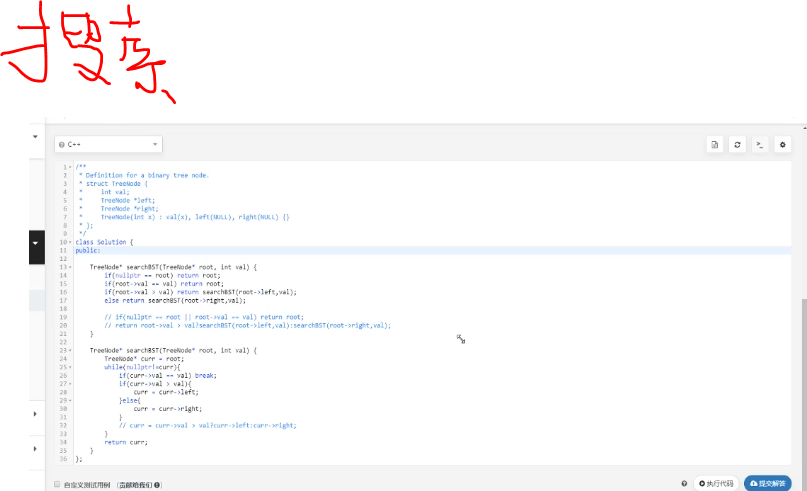 搜索
C++
1 /**
2  * Definition for a binary tree node.
3  * struct TreeNode {
4  *     int val;
5  *     TreeNode *left;
6  *     TreeNode *right;
7  *     TreeNode(int x) : val(x), left(NULL), right(NULL) {}
8  * };
9  */
10 class Solution {
11 public:
12
13     TreeNode* searchBST(TreeNode* root, int val) {
14         if(nullptr == root) return root;
15         if(root->val == val) return root;
16         if(root->val > val) return searchBST(root->left,val);
17         else return searchBST(root->right,val);
18
19         // if(nullptr == root || root->val == val) return root;
20         // return root->val > val?searchBST(root->left,val):searchBST(root->right,val);
21     }
22
23     TreeNode* searchBST(TreeNode* root, int val) {
24         TreeNode* curr = root;
25         while(nullptr!=curr){
26             if(curr->val == val) break;
27             if(curr->val > val){
28                 curr = curr->left;
29             }else{
30                 curr = curr->right;
31             }
32             // curr = curr->val > val?curr->left:curr->right;
33         }
34         return curr;
35     }
36 };
自定义测试用例 (贡献给我们) 执行代码 提交解答